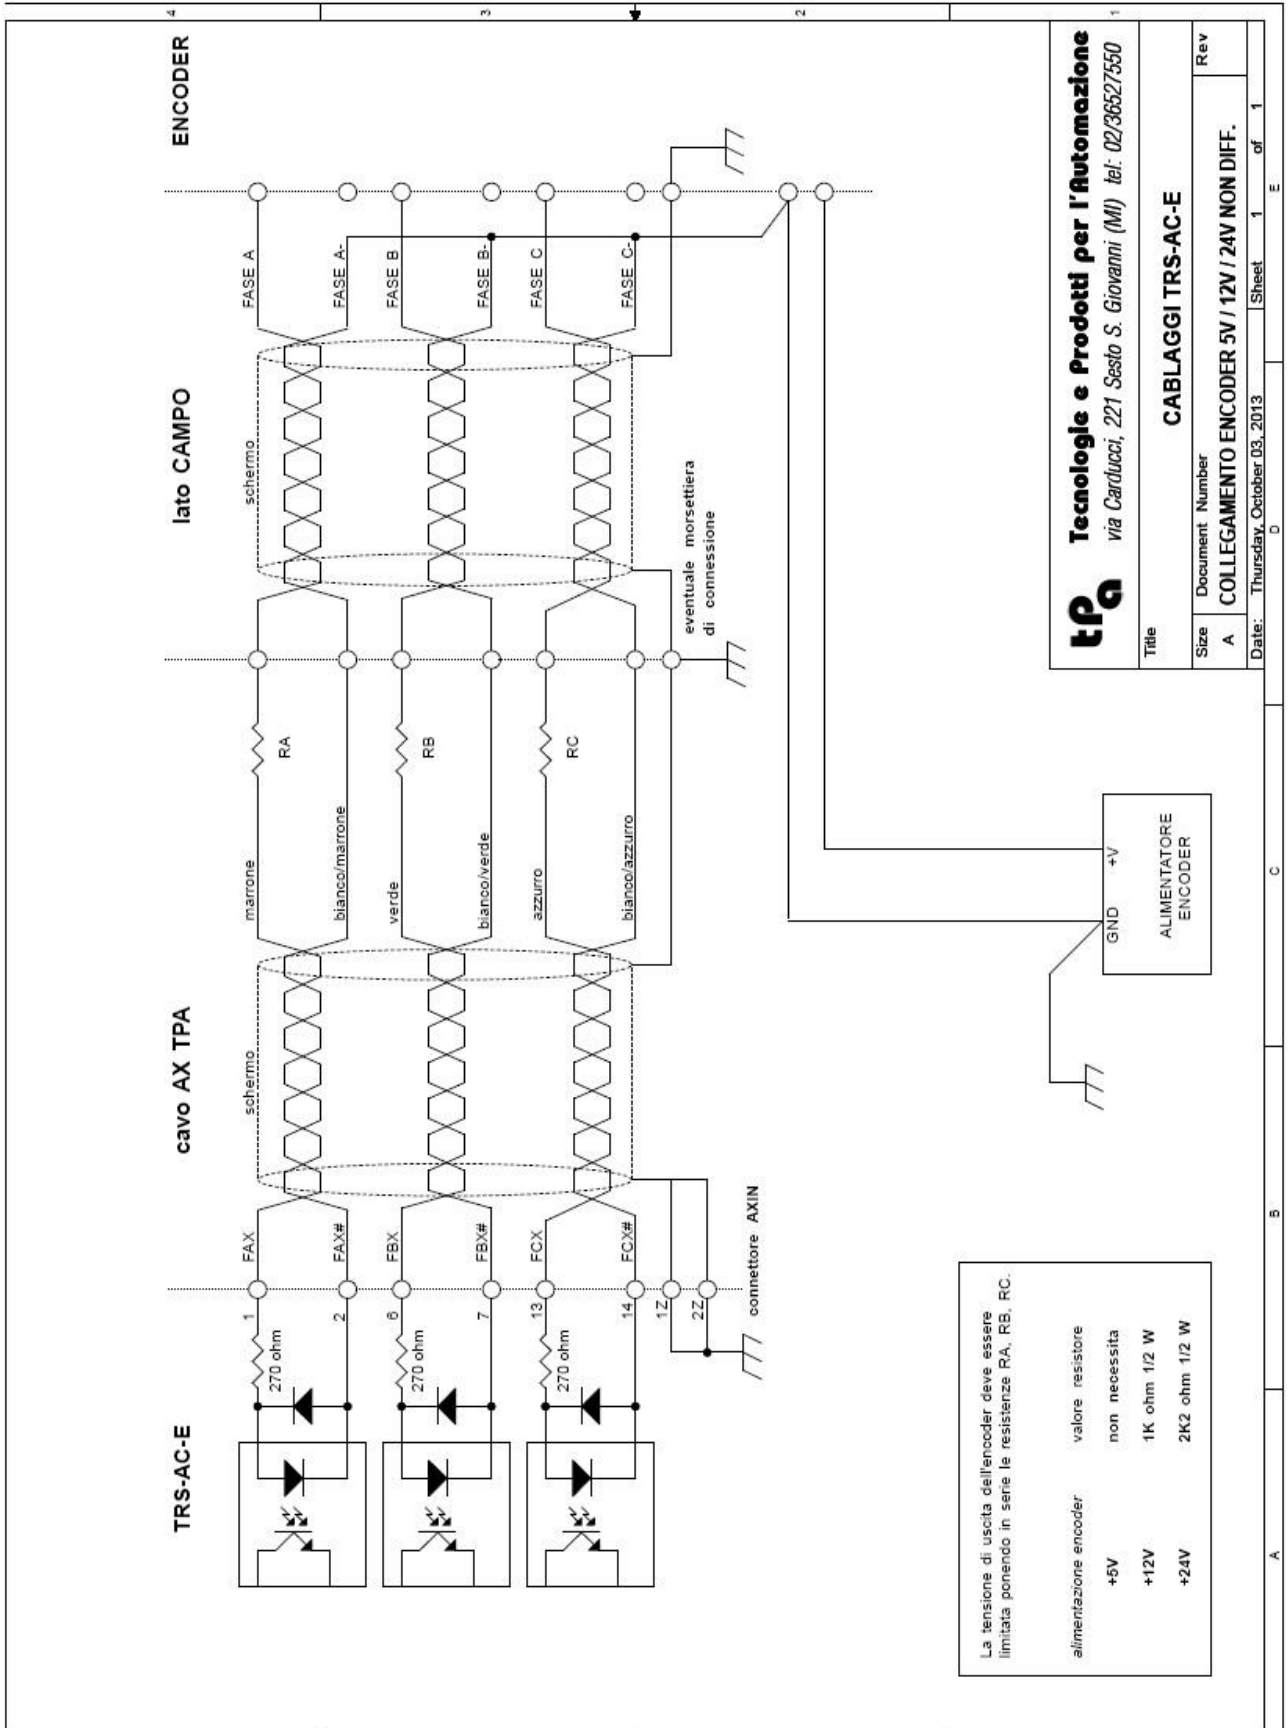 TRS-AC-E
cavo AX TPA
lato CAMPO
ENCODER
270 ohm
1
FAX
schermo
marrone
RA
schermo
FASE A
2
FAX#
bianco/marrone
FASE A-
270 ohm
6
FBX
verde
RB
FASE B
7
FBX#
bianco/verde
FASE B-
270 ohm
13
FCX
azzurro
RC
FASE C
14
FCX#
bianco/azzurro
FASE C-
1Z
2Z
connettore AXIN
eventuale morsettiera
di connessione
GND
+V
ALIMENTATORE
ENCODER
La tensione di uscita dell'encoder deve essere
limitata ponendo in serie le resistenze RA, RB, RC.
alimentazione encoder valore resistore
+5V non necessita
+12V 1K ohm 1/2 W
+24V 2K2 ohm 1/2 W
tpa
Tecnologie e Prodotti per l'Automazione
via Carducci, 221 Sesto S. Giovanni (MI) tel: 02/36527550
Title
CABLAGGI TRS-AC-E
Size Document Number Rev
A COLLEGAMENTO ENCODER 5V / 12V / 24V NON DIFF.
Date: Thursday, October 03, 2013 Sheet 1 of 1
4
3
2
1
A
B
C
D
E